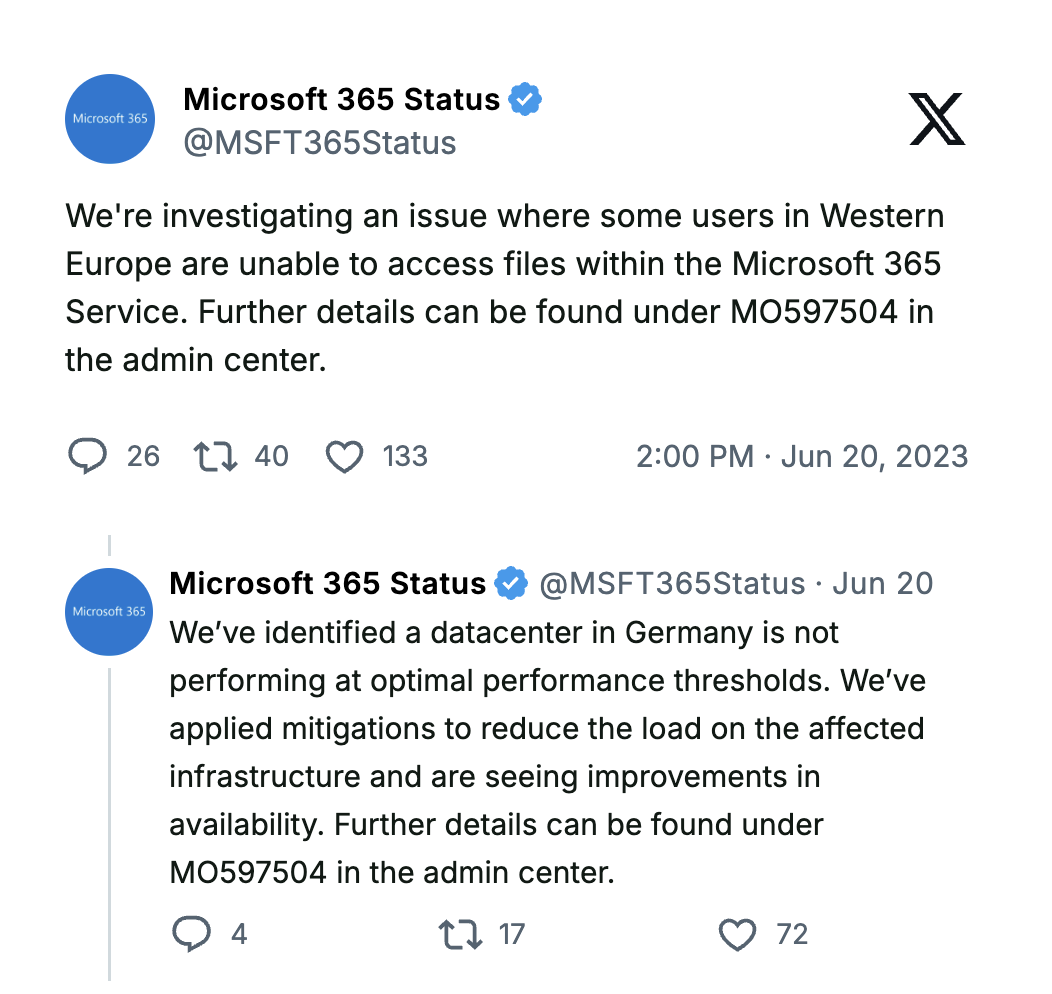 Microsoft 365
Microsoft 365 Status
@MSFT365Status
We're investigating an issue where some users in Western
Europe are unable to access files within the Microsoft 365
Service. Further details can be found under MO597504 in
the admin center.
26 40 133 2:00 PM · Jun 20, 2023
Microsoft 365
Microsoft 365 Status @MSFT365Status · Jun 20
We’ve identified a datacenter in Germany is not
performing at optimal performance thresholds. We’ve
applied mitigations to reduce the load on the affected
infrastructure and are seeing improvements in
availability. Further details can be found under
MO597504 in the admin center.
4 17 72